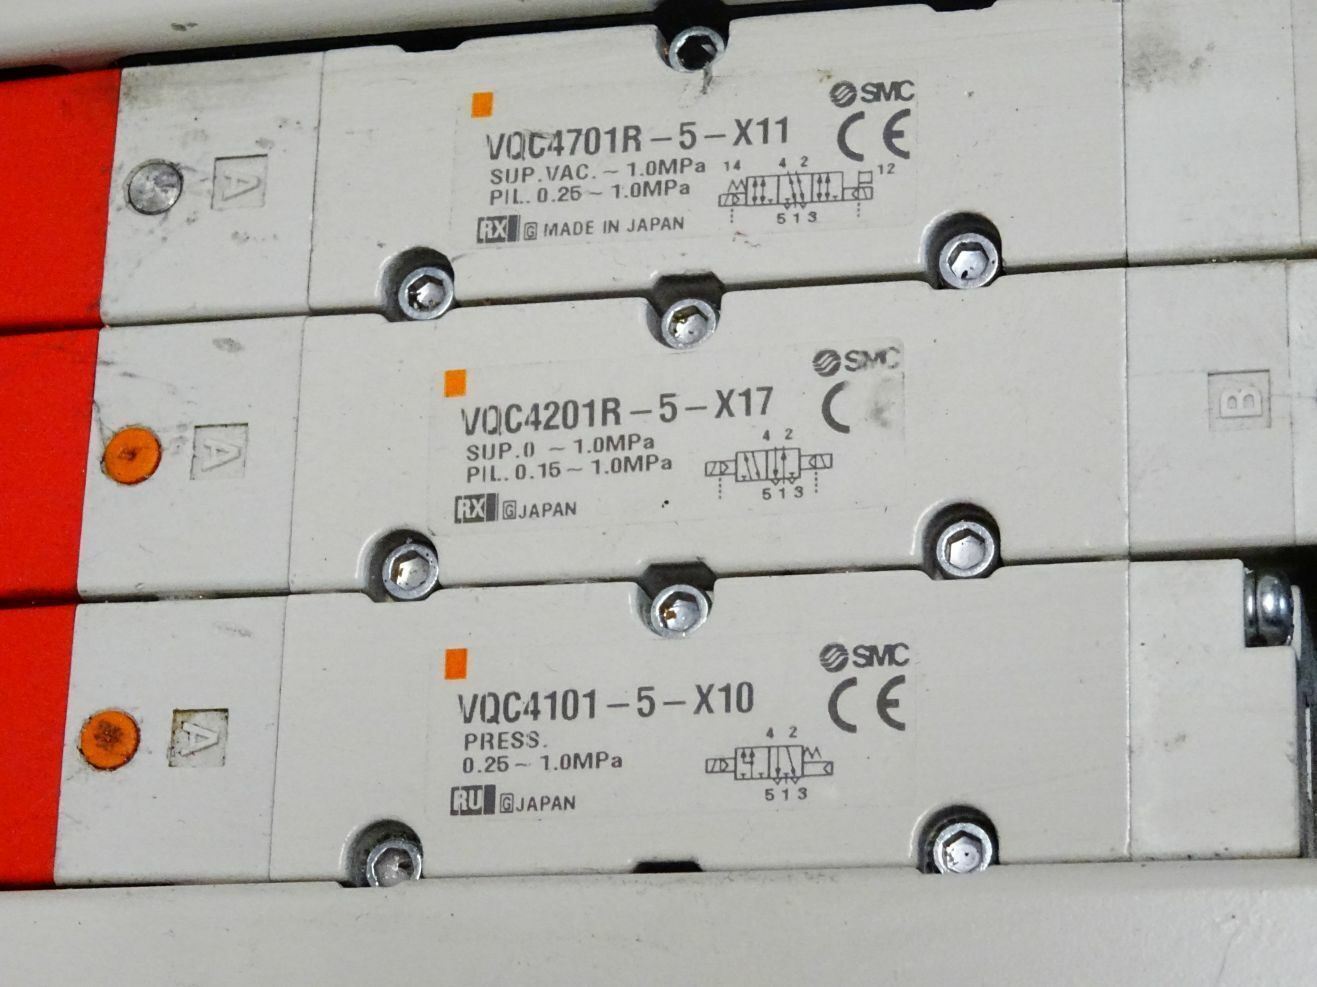 A
SMC
VQC4701R-5-X11
CE
SUP.VAC.~1.0MPa
PIL. 0.25~1.0MPa
14 4 2 12
5 1 3
RX G MADE IN JAPAN
A
SMC
VQC4201R-5-X17
C
B
SUP.0 ~1.0MPa
PIL. 0.15~1.0MPa
4 2
5 1 3
RX G JAPAN
A
SMC
VQC4101-5-X10
CE
PRESS.
0.25~1.0MPa
4 2
5 1 3
RU G JAPAN